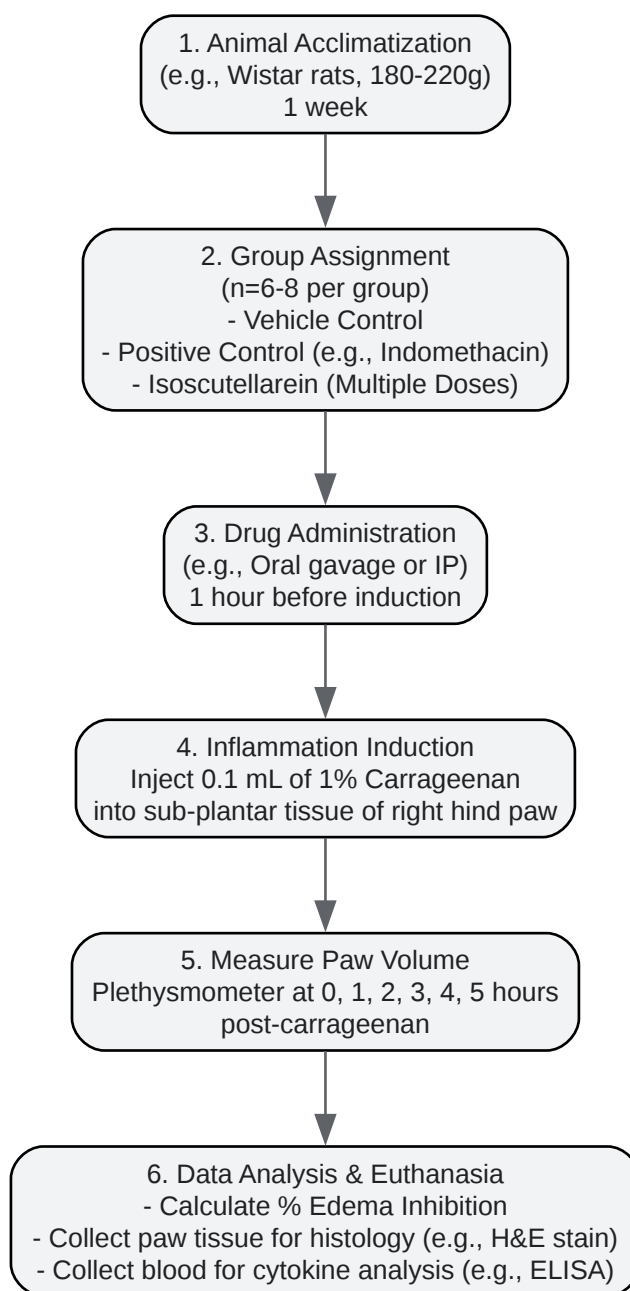 1. Animal Acclimatization
(e.g., Wistar rats, 180-220g)
1 week
2. Group Assignment
(n=6-8 per group)
- Vehicle Control
- Positive Control (e.g., Indomethacin)
- Isoscutellarein (Multiple Doses)
3. Drug Administration
(e.g., Oral gavage or IP)
1 hour before induction
4. Inflammation Induction
Inject 0.1 mL of 1% Carrageenan
into sub-plantar tissue of right hind paw
5. Measure Paw Volume
Plethysmometer at 0, 1, 2, 3, 4, 5 hours
post-carrageenan
6. Data Analysis & Euthanasia
- Calculate % Edema Inhibition
- Collect paw tissue for histology (e.g., H&E stain)
- Collect blood for cytokine analysis (e.g., ELISA)